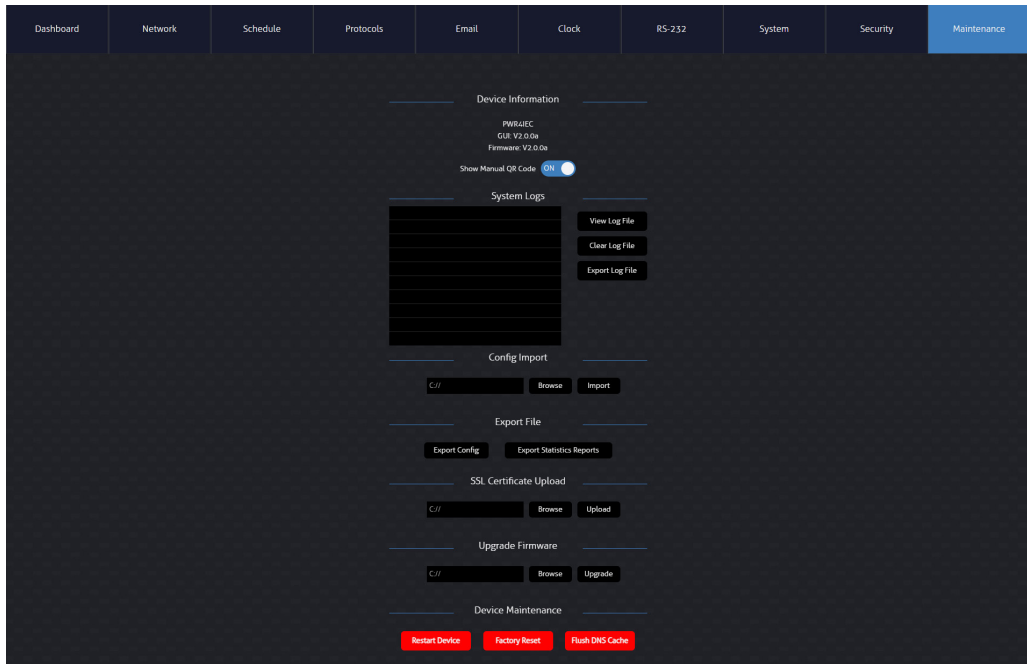 Dashboard Network Schedule Protocols Email Clock RS-232 System Security Maintenance
Device Information
PWR4IEC
GUI: V2.0.0a
Firmware: V2.0.0a
Show Manual QR Code ON
System Logs
View Log File
Clear Log File
Export Log File
Config Import
C:// Browse Import
Export File
Export Config Export Statistics Reports
SSL Certificate Upload
C:// Browse Upload
Upgrade Firmware
C:// Browse Upgrade
Device Maintenance
Restart Device Factory Reset Flush DNS Cache